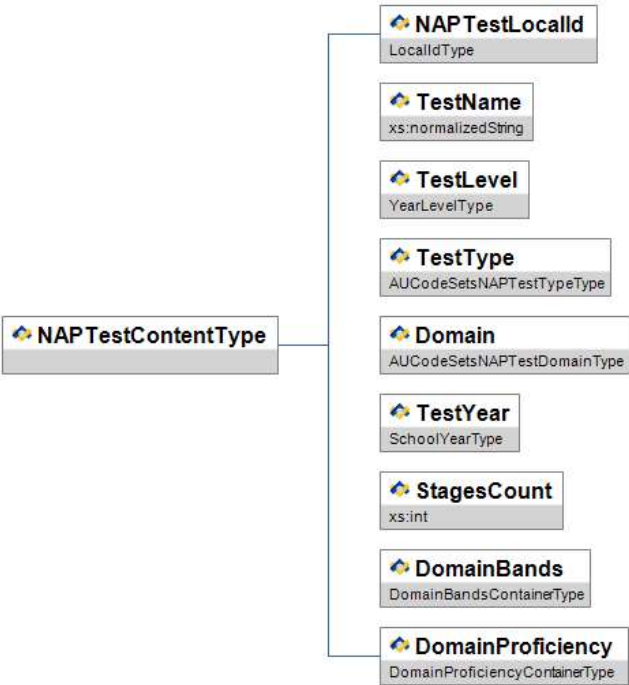 NAPTestLocalId
LocalIdType
TestName
xs:normalizedString
TestLevel
YearLevelType
TestType
AUCodeSetsNAPTestTypeType
NAPTestContentType
Domain
AUCodeSetsNAPTestDomainType
TestYear
SchoolYearType
StagesCount
xs:int
DomainBands
DomainBandsContainerType
DomainProficiency
DomainProficiencyContainerType